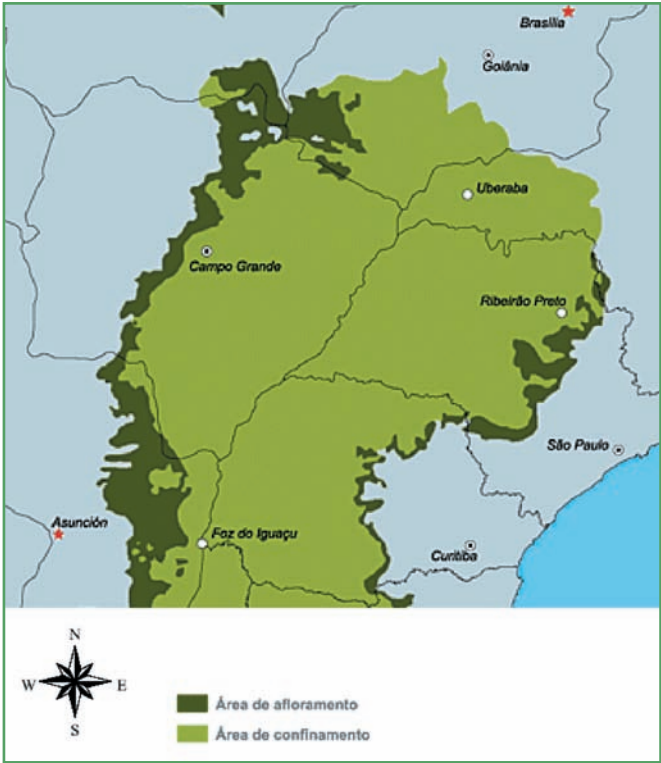 Brasília
Goiânia
Uberaba
Campo Grande
Ribeirão Preto
São Paulo
Asunción
Foz do Iguaçu
Curitiba
N
W E
S
Área de afloramento
Área de confinamento